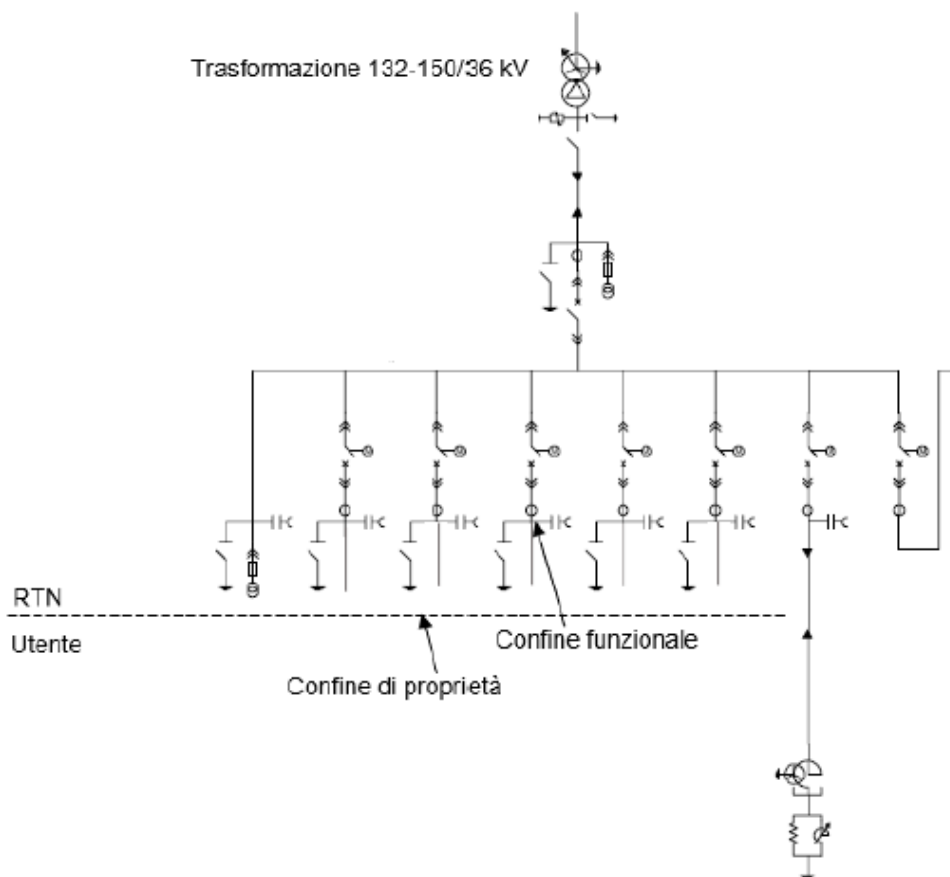 Trasformazione 132-150/36 kV
RTN
Utente
Confine funzionale
Confine di proprietà